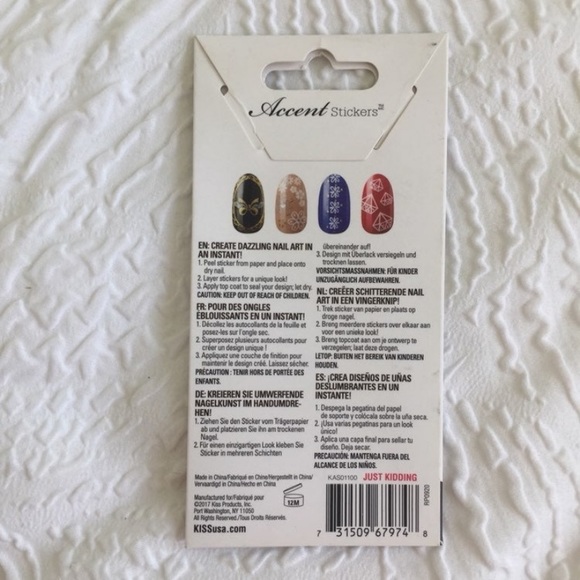 Accent Stickers™
EN: CREATE DAZZLING NAIL ART IN
AN INSTANT!
1. Peel sticker from paper and place onto
dry nail.
2. Layer stickers for a unique look!
3. Apply top coat to seal your design; let dry.
CAUTION: KEEP OUT OF REACH OF CHILDREN.
FR: POUR DES ONGLES
ÉBLOUISSANTS EN UN INSTANT!
1. Décollez les autocollants de la feuille et
posez-les sur l'ongle sec.
2. Superposez plusieurs autocollants pour
créer un design unique !
3. Appliquez une couche de finition pour
maintenir le design créé. Laissez sécher.
PRÉCAUTION : TENIR HORS DE PORTÉE DES
ENFANTS.
DE: KREIEREN SIE UMWERFENDE
NAGELKUNST IM HANDUMDRE-
HEN!
1. Ziehen Sie den Sticker vom Trägerpapier
ab und platzieren Sie ihn am trockenen
Nagel.
2. Für einen einzigartigen Look kleben Sie
Sticker in mehreren Schichten
übereinander auf!
3. Design mit Überlack versiegeln und
trocknen lassen.
VORSICHTSMASSNAHMEN: FÜR KINDER
UNZUGÄNGLICH AUFBEWAHREN.
NL: CREËER SCHITTERENDE NAIL
ART IN EEN VINGERKNIP!
1. Trek sticker van papier en plaats op
droge nagel.
2. Breng meerdere stickers over elkaar aan
voor een unieke look!
3. Breng topcoat aan om je ontwerp te
verzegelen; laat deze drogen.
LETOP: BUITEN HET BEREIK VAN KINDEREN
HOUDEN.
ES: ¡CREA DISEÑOS DE UÑAS
DESLUMBRANTES EN UN
INSTANTE!
1. Despega la pegatina del papel
de soporte y colócala sobre la uña seca.
2. ¡Usa varias pegatinas para un look
único!
3. Aplica una capa final para sellar tu
diseño. Deja secar.
PRECAUCIÓN: MANTENGA FUERA DEL
ALCANCE DE LOS NIÑOS.
Made in China/Fabriqué en Chine/Hergestellt in China/
Vervaardigd in China/Hecho en China
Manufactured for/Fabriqué pour
©2017 Kiss Products, Inc.
Port Washington, NY 11050
All Rights Reserved./Tous Droits Réservés.
KISSusa.com
12M
KAS01100 JUST KIDDING
RP0920
7 31509 67974 8